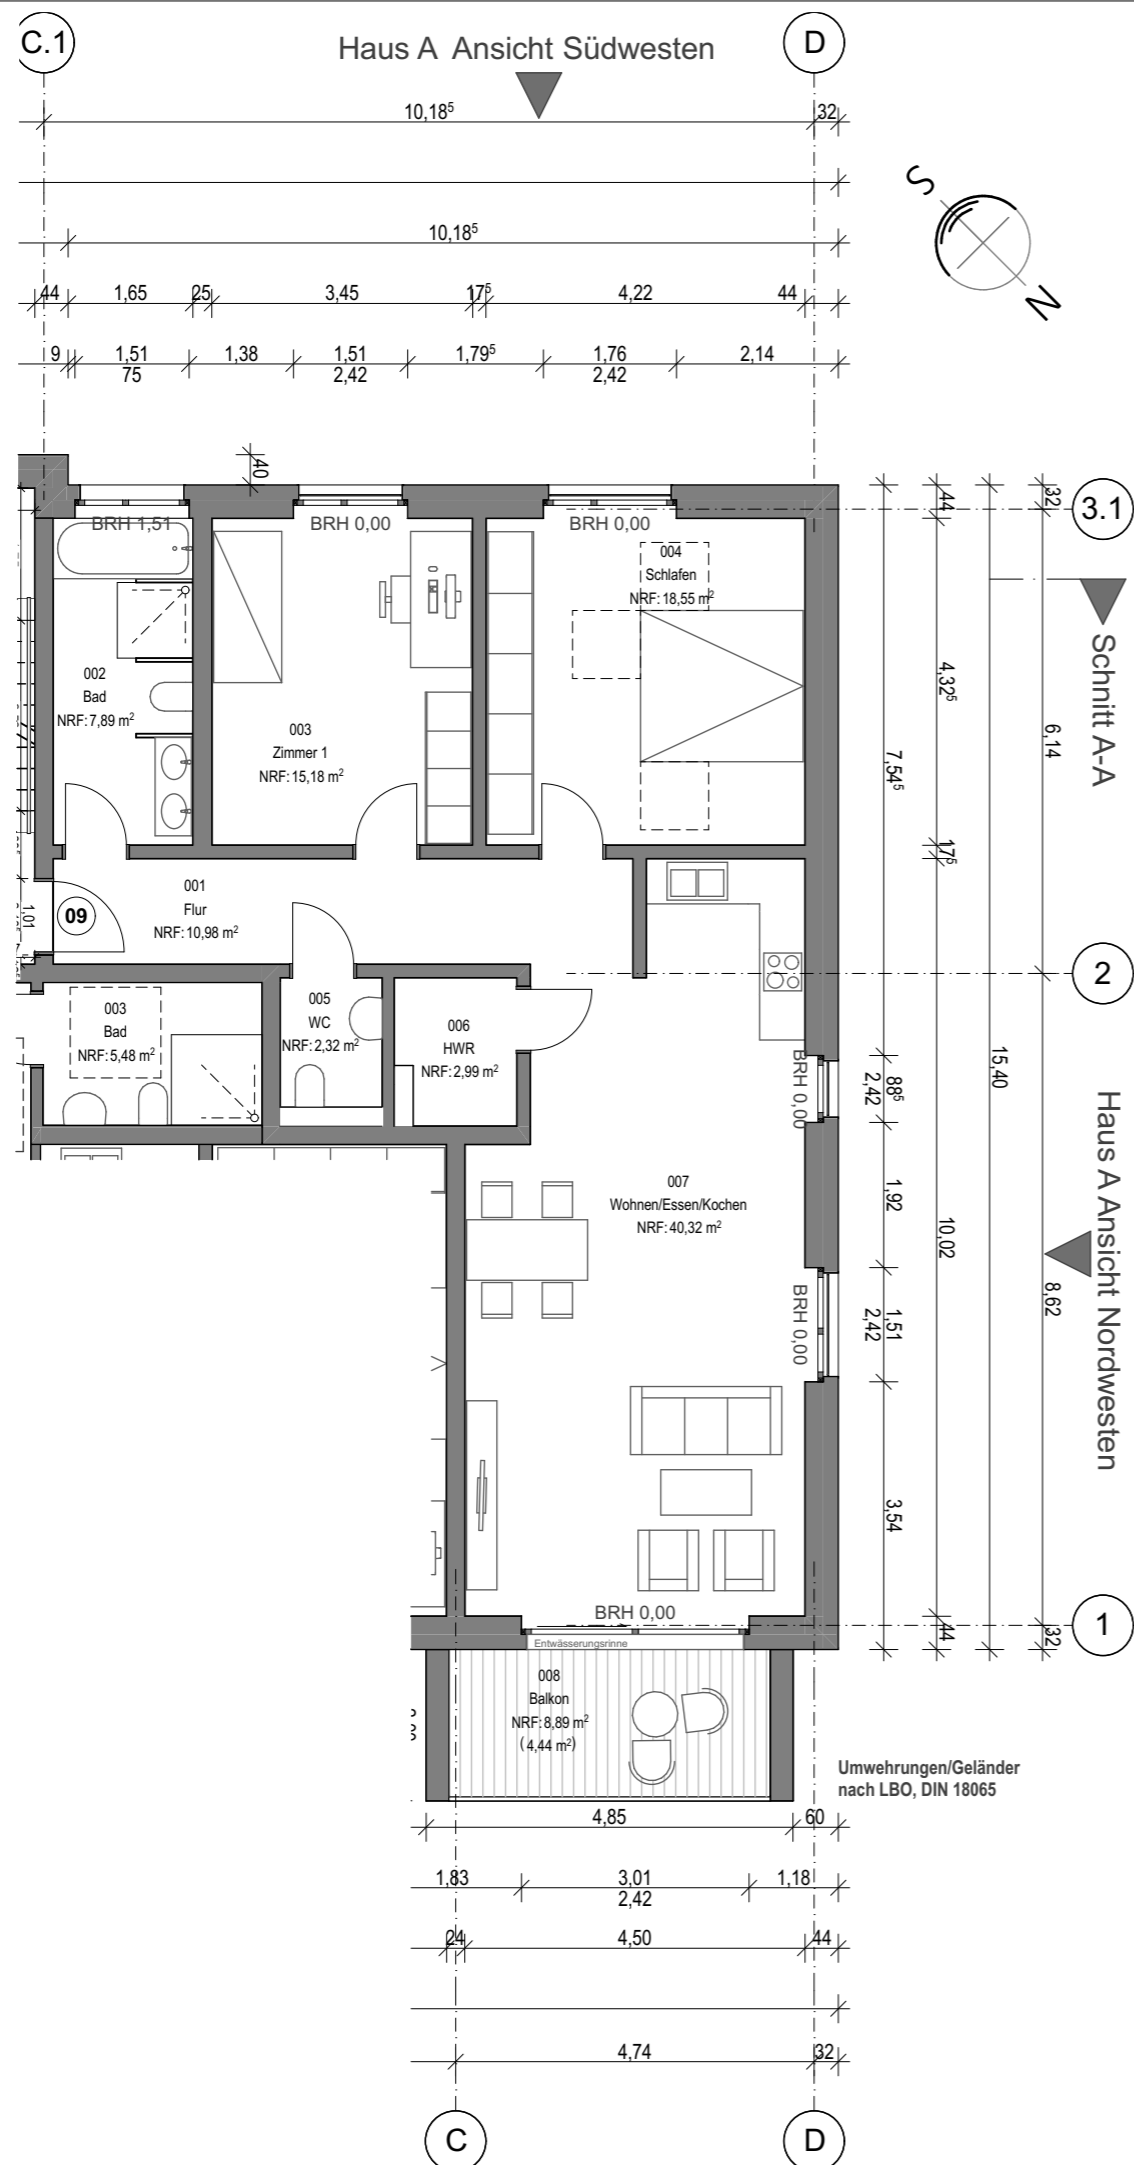 C.1
Haus A Ansicht Südwesten
D
10,18⁵
32
10,18⁵
44
1,65
25
3,45
17⁵
4,22
44
9
1,51
75
1,38
1,51
2,42
1,79⁵
1,76
2,42
2,14
S
N
40
BRH 1,51
BRH 0,00
BRH 0,00
004
Schlafen
NRF: 18,55 m²
002
Bad
NRF: 7,89 m²
003
Zimmer 1
NRF: 15,18 m²
001
Flur
NRF: 10,98 m²
09
1,01
003
Bad
NRF: 5,48 m²
005
WC
NRF: 2,32 m²
006
HWR
NRF: 2,99 m²
007
Wohnen/Essen/Kochen
NRF: 40,32 m²
BRH 0,00
BRH 0,00
BRH 0,00
Entwässerungsrinne
008
Balkon
NRF: 8,89 m²
(4,44 m²)
7,54⁵
88⁵
2,42
1,92
1,51
2,42
3,54
44
4,32⁵
17⁵
10,02
44
15,40
32
6,14
8,62
32
3.1
Schnitt A-A
2
Haus A Ansicht Nordwesten
1
Umwehrungen/Geländer
nach LBO, DIN 18065
4,85
60
1,83
3,01
2,42
1,18
24
4,50
44
4,74
32
C
D